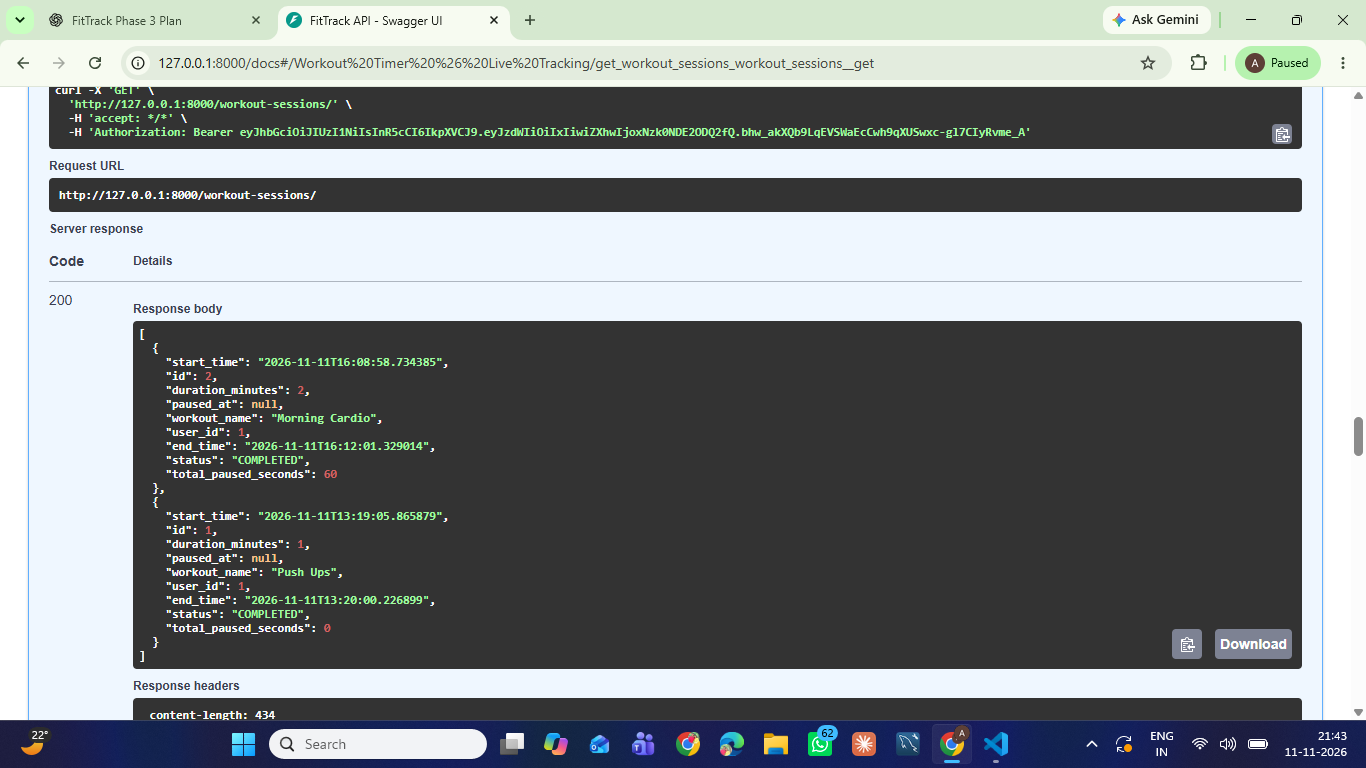 FitTrack Phase 3 Plan
FitTrack API - Swagger UI
Ask Gemini
127.0.0.1:8000/docs#/Workout%20Timer%20%26%20Live%20Tracking/get_workout_sessions_workout_sessions__get
A Paused
curl -X 'GET' \
'http://127.0.0.1:8000/workout-sessions/' \
-H 'accept: */*' \
Request URL
http://127.0.0.1:8000/workout-sessions/
Server response
Code Details
200
Response body
[
{
"start_time": "2026-11-11T16:08:58.734385",
"id": 2,
"duration_minutes": 2,
"paused_at": null,
"workout_name": "Morning Cardio",
"user_id": 1,
"end_time": "2026-11-11T16:12:01.329014",
"status": "COMPLETED",
"total_paused_seconds": 60
},
{
"start_time": "2026-11-11T13:19:05.865879",
"id": 1,
"duration_minutes": 1,
"paused_at": null,
"workout_name": "Push Ups",
"user_id": 1,
"end_time": "2026-11-11T13:20:00.226899",
"status": "COMPLETED",
"total_paused_seconds": 0
}
]
Download
Response headers
content-length: 434
22°
Search
62
A
ENG
IN
21:43
11-11-2026